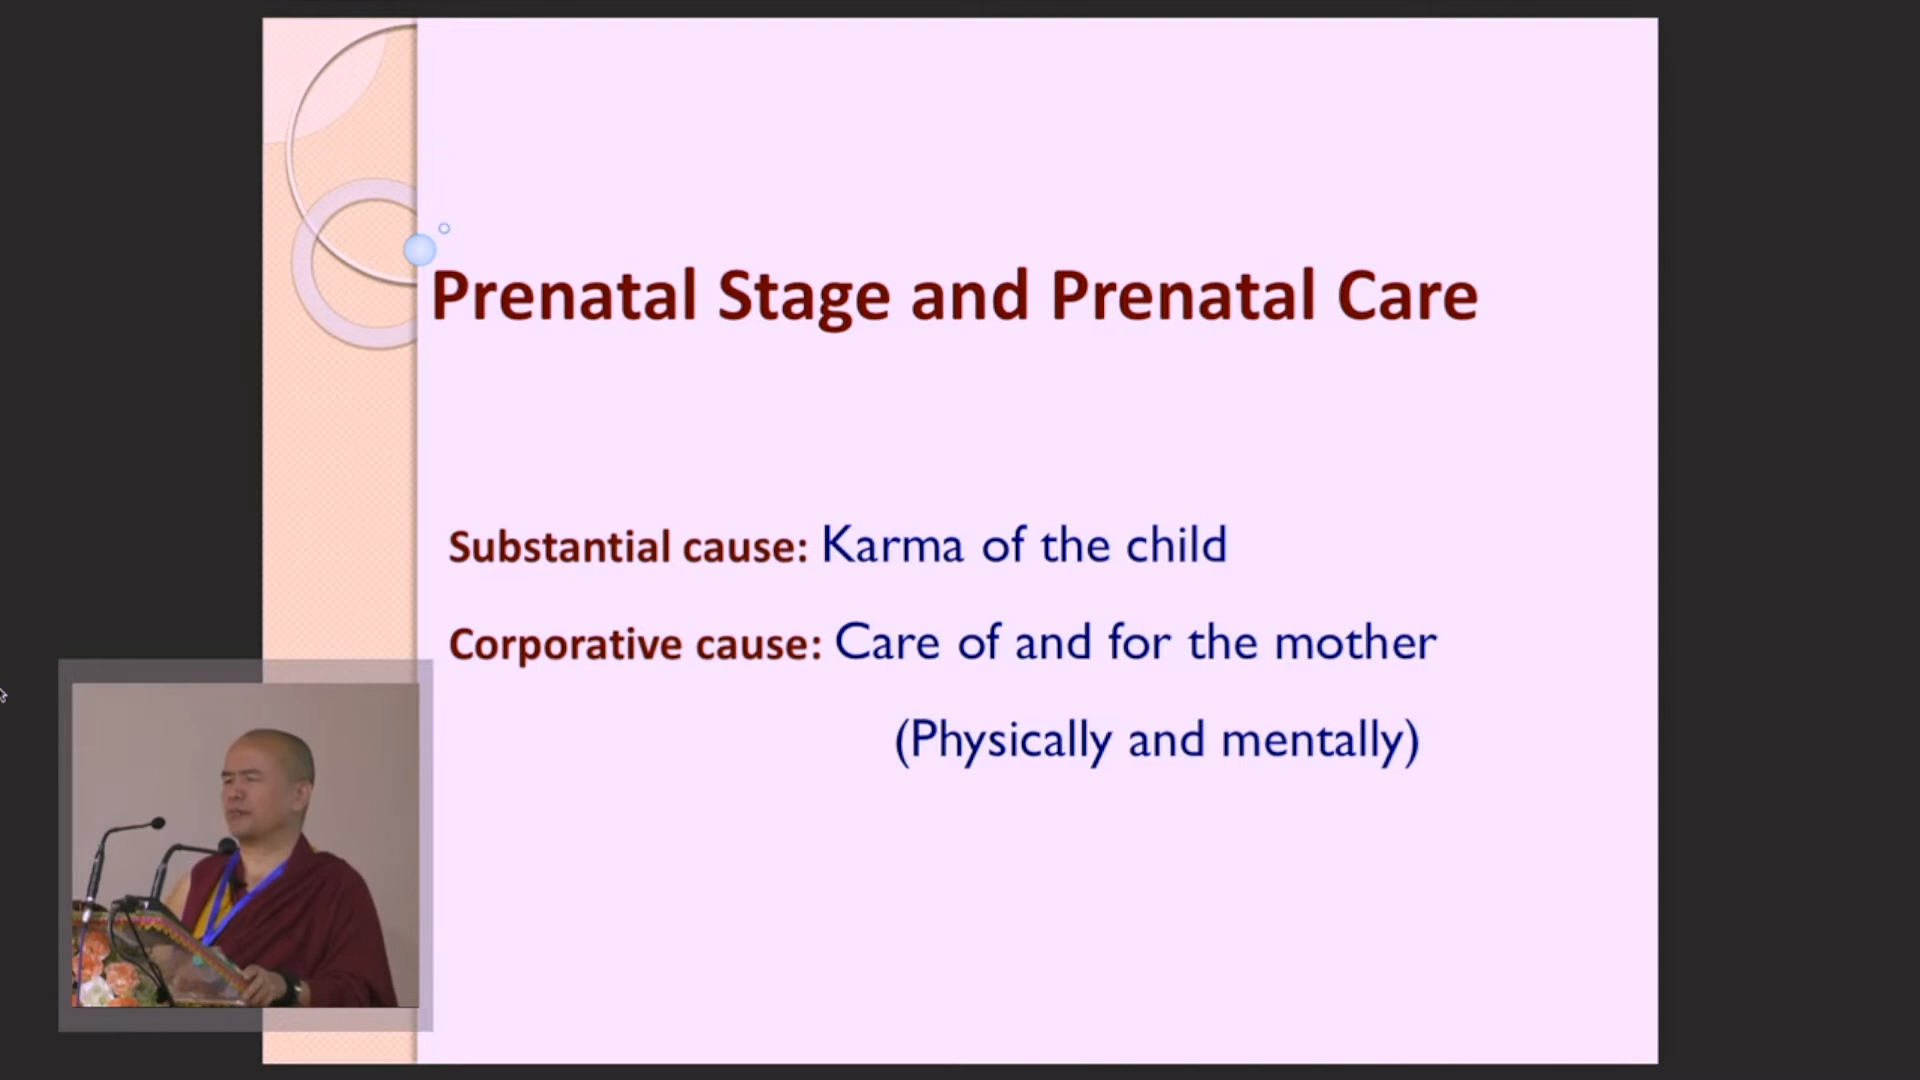 Prenatal Stage and Prenatal Care
Substantial cause: Karma of the child
Corporative cause: Care of and for the mother
(Physically and mentally)